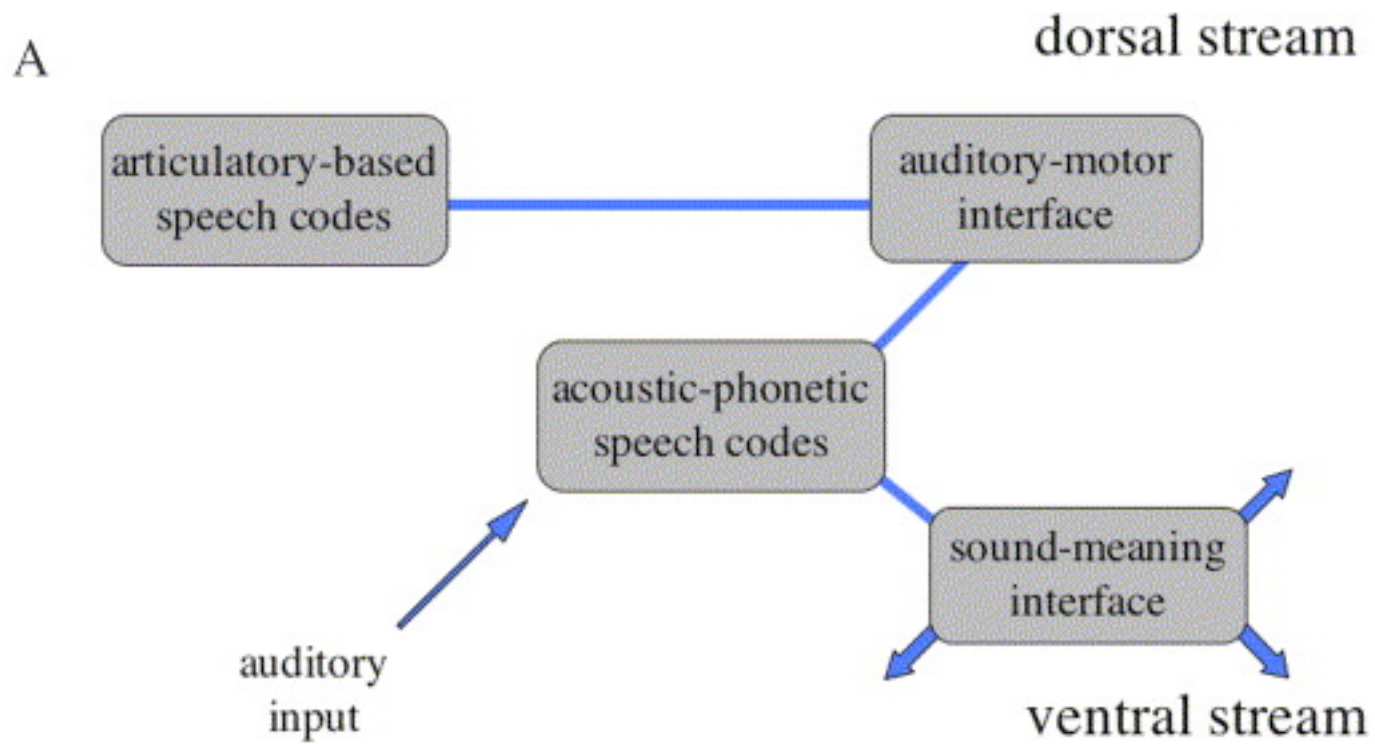 A
dorsal stream
articulatory-based
speech codes
auditory-motor
interface
acoustic-phonetic
speech codes
sound-meaning
interface
auditory
input
ventral stream